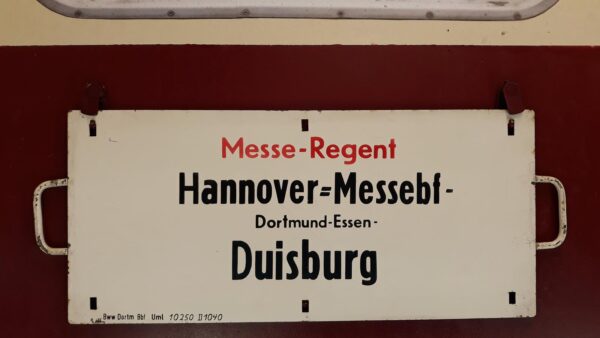 Messe-Regent
Hannover=Messebf-
Dortmund-Essen-
Duisburg
Bww Dortm Bbf Uml 10250 II 1040